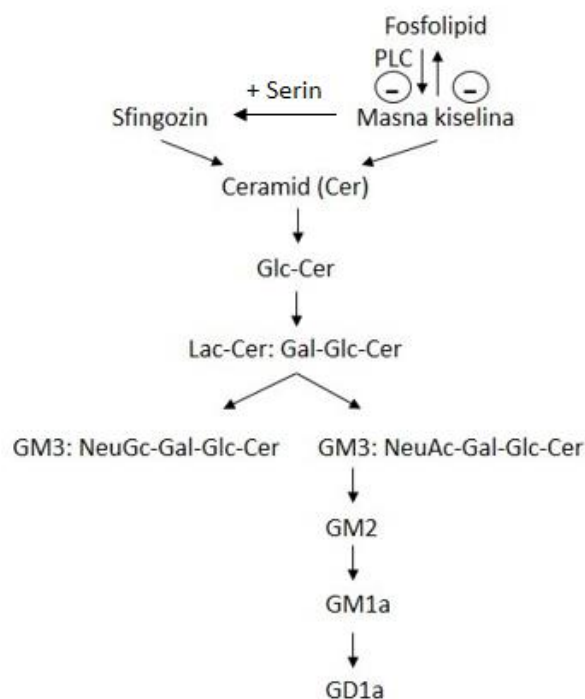 Fosfolipid
PLC
- -
+ Serin
Sfingozin Masna kiselina
Ceramid (Cer)
Glc-Cer
Lac-Cer: Gal-Glc-Cer
GM3: NeuGc-Gal-Glc-Cer GM3: NeuAc-Gal-Glc-Cer
GM2
GM1a
GD1a